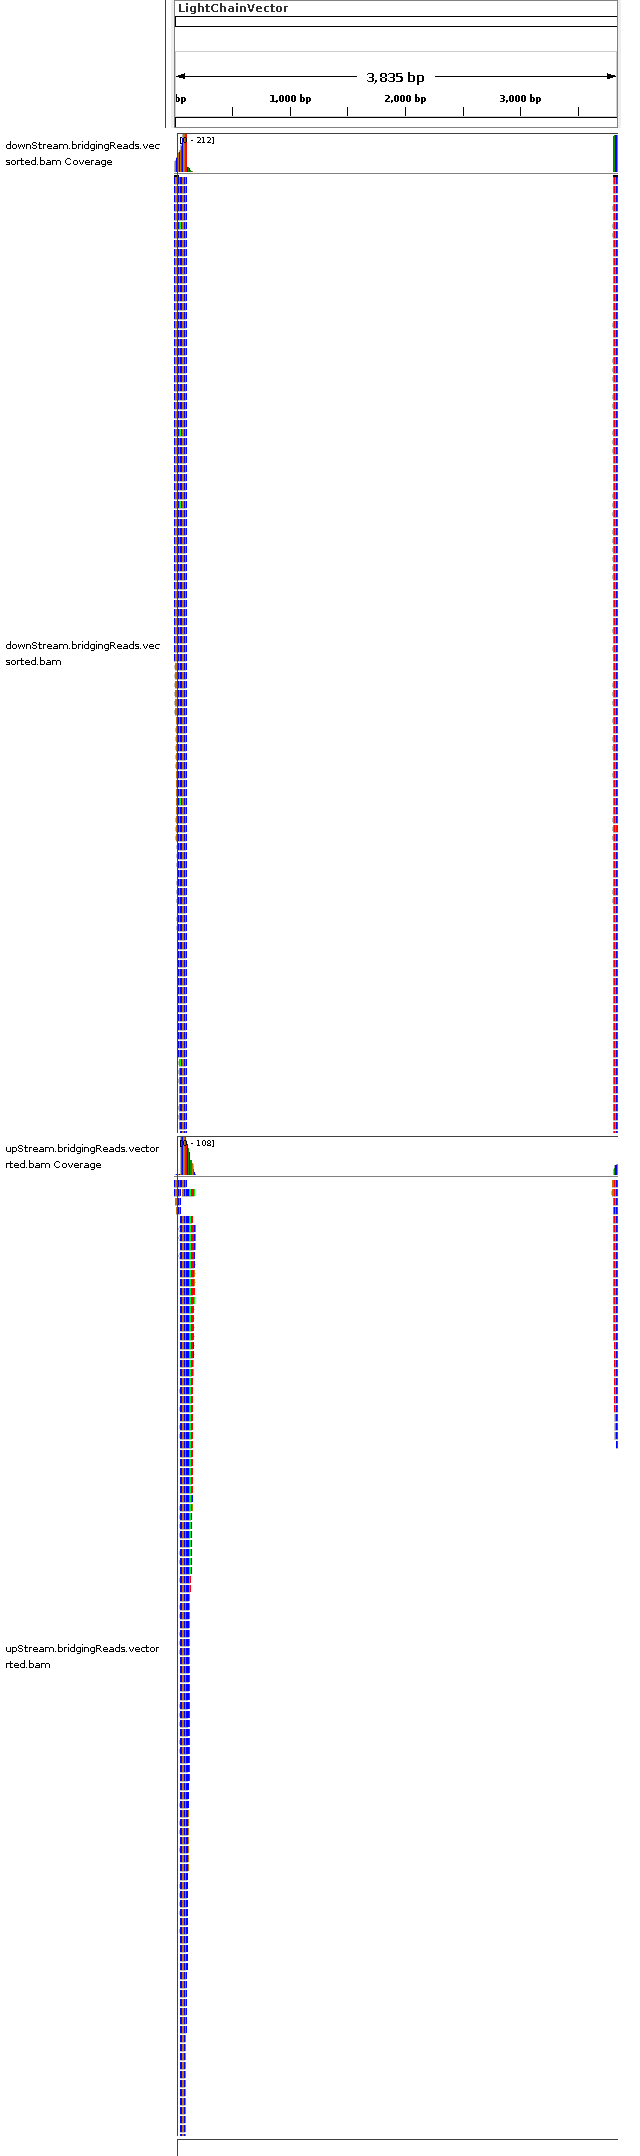 LightChainVector
3,835 bp
bp 1,000 bp 2,000 bp 3,000 bp
downStream.bridgingReads.vec
sorted.bam Coverage
[0 - 212]
downStream.bridgingReads.vec
sorted.bam
upStream.bridgingReads.vector
rted.bam Coverage
[0 - 108]
upStream.bridgingReads.vector
rted.bam